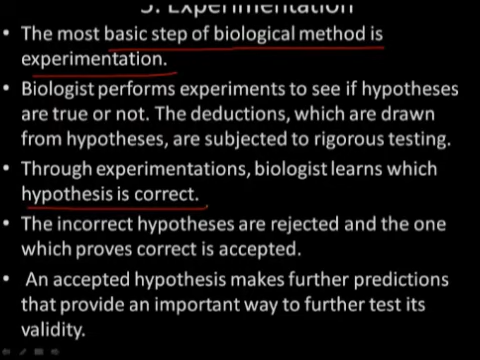 5. Experimentation
• The most basic step of biological method is
experimentation.
• Biologist performs experiments to see if hypotheses
are true or not. The deductions, which are drawn
from hypotheses, are subjected to rigorous testing.
• Through experimentations, biologist learns which
hypothesis is correct.
• The incorrect hypotheses are rejected and the one
which proves correct is accepted.
• An accepted hypothesis makes further predictions
that provide an important way to further test its
validity.